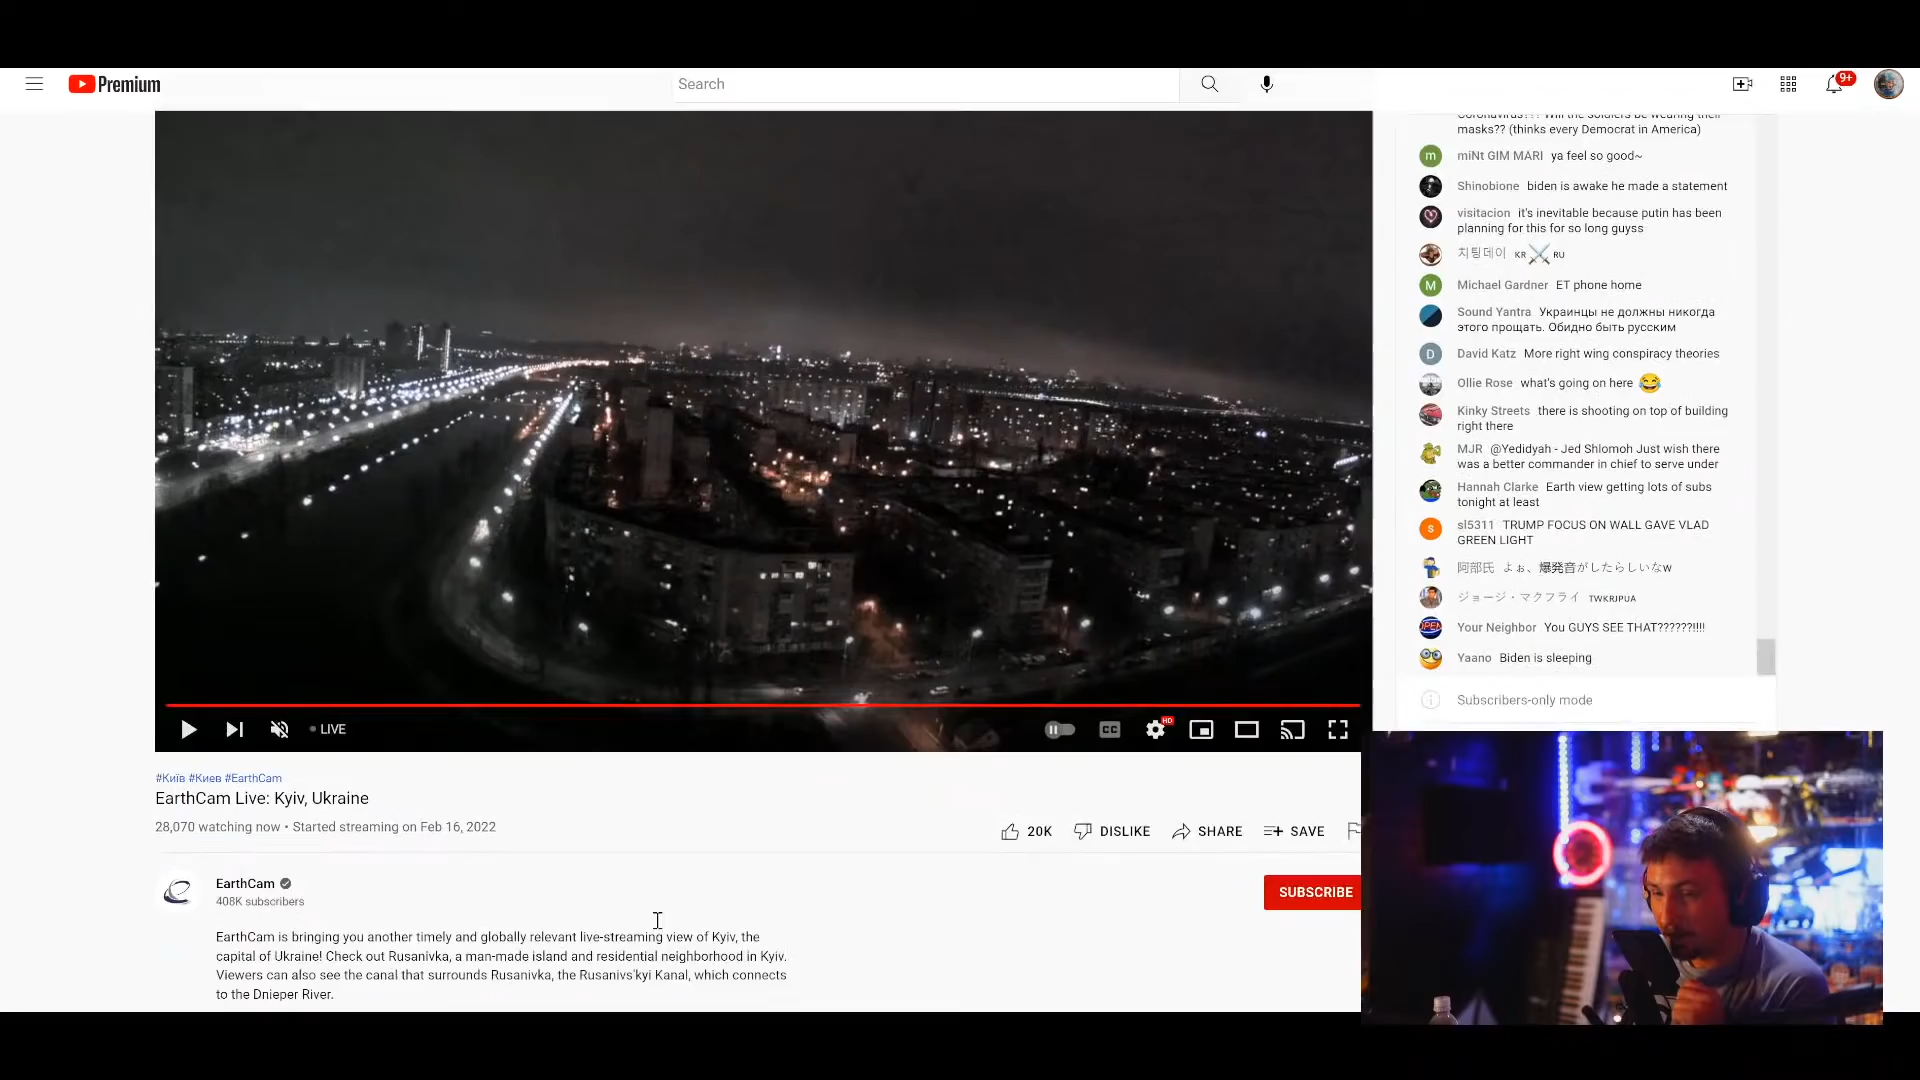 Premium
Search
9+
Coronavirus??? Will the soldiers be wearing their
masks?? (thinks every Democrat in America)
m
miNt GIM MARI ya feel so good~
Shinobione biden is awake he made a statement
visitacion it's inevitable because putin has been
planning for this for so long guyss
치팅데이 KR ⚔️ RU
M
Michael Gardner ET phone home
Sound Yantra Украинцы не должны никогда
этого прощать. Обидно быть русским
D
David Katz More right wing conspiracy theories
Ollie Rose what's going on here 😂
Kinky Streets there is shooting on top of building
right there
MJR @Yedidyah - Jed Shlomoh Just wish there
was a better commander in chief to serve under
Hannah Clarke Earth view getting lots of subs
tonight at least
s
sl5311 TRUMP FOCUS ON WALL GAVE VLAD
GREEN LIGHT
阿部氏 よぉ、爆発音がしたらしいなw
ジョージ・マクフライ TWKRJPUA
OPEN
Your Neighbor You GUYS SEE THAT??????!!!!
Yaano Biden is sleeping
Subscribers-only mode
LIVE
CC
HD
#Київ #Киев #EarthCam
EarthCam Live: Kyiv, Ukraine
28,070 watching now • Started streaming on Feb 16, 2022
20K
DISLIKE
SHARE
SAVE
EarthCam
408K subscribers
SUBSCRIBE
EarthCam is bringing you another timely and globally relevant live-streaming view of Kyiv, the
capital of Ukraine! Check out Rusanivka, a man-made island and residential neighborhood in Kyiv.
Viewers can also see the canal that surrounds Rusanivka, the Rusanivs'kyi Kanal, which connects
to the Dnieper River.